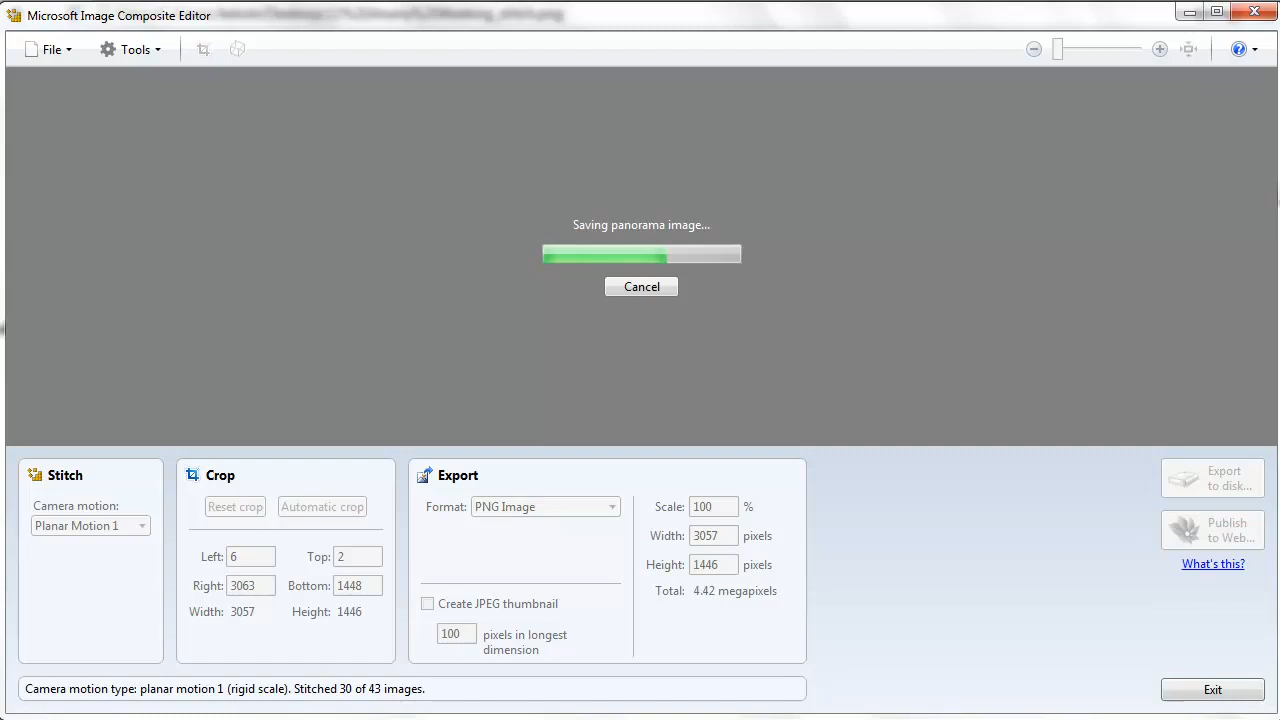 Microsoft Image Composite Editor
File
Tools
Saving panorama image...
Cancel
Stitch
Camera motion:
Planar Motion 1
Crop
Reset crop
Automatic crop
Left: 6
Top: 2
Right: 3063
Bottom: 1448
Width: 3057
Height: 1446
Export
Format: PNG Image
Create JPEG thumbnail
100 pixels in longest
dimension
Scale: 100 %
Width: 3057 pixels
Height: 1446 pixels
Total: 4.42 megapixels
Export
to disk...
Publish
to Web...
What's this?
Camera motion type: planar motion 1 (rigid scale). Stitched 30 of 43 images.
Exit